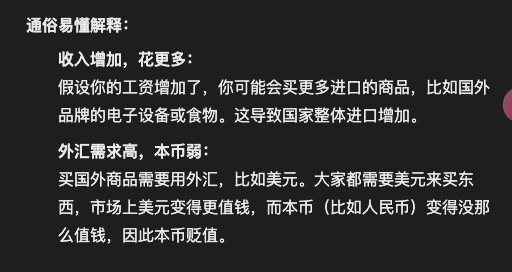 通俗易懂解释：
收入增加，花更多：
假设你的工资增加了，你可能会买更多进口的商品，比如国外
品牌的电子设备或食物。这导致国家整体进口增加。
外汇需求高，本币弱：
买国外商品需要用外汇，比如美元。大家都需要美元来买东
西，市场上美元变得更值钱，而本币（比如人民币）变得没那
么值钱，因此本币贬值。